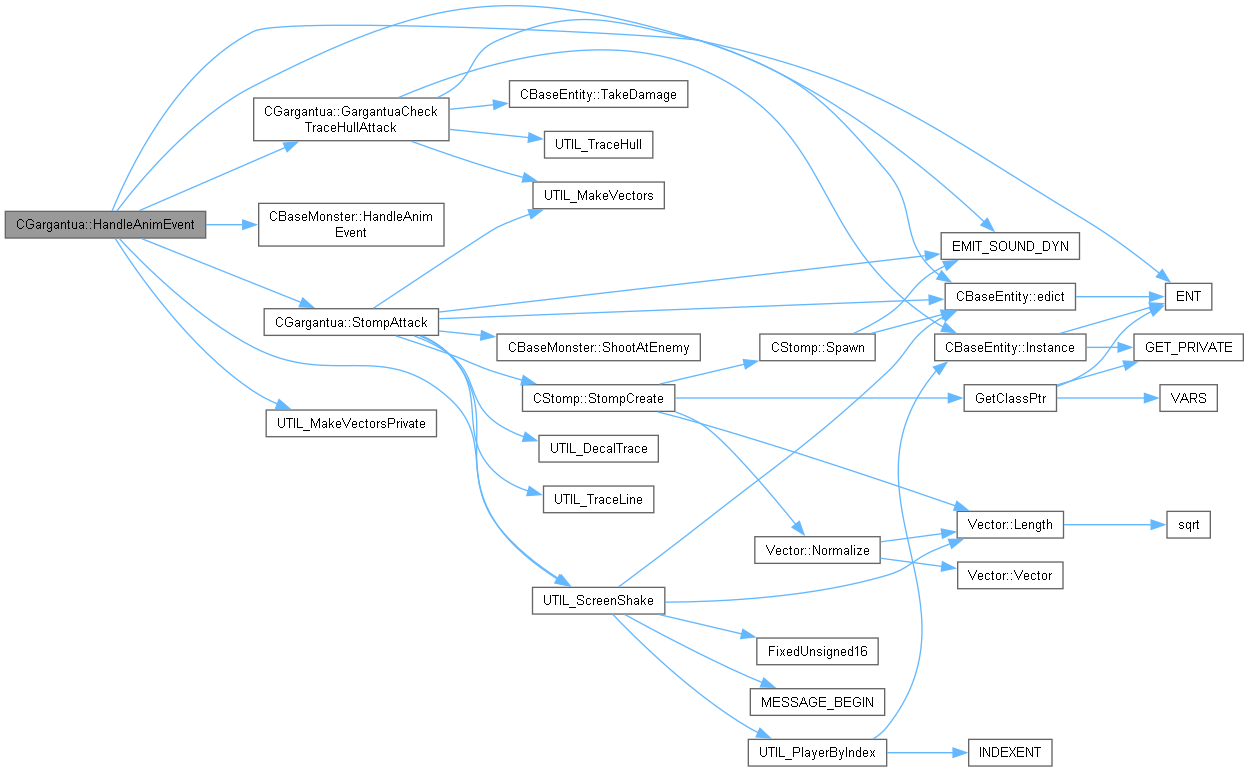 CGargantua::HandleAnimEvent
CGargantua::GargantuaCheck
TraceHullAttack
CBaseMonster::HandleAnim
Event
CGargantua::StompAttack
UTIL_MakeVectorsPrivate
CBaseEntity::TakeDamage
UTIL_TraceHull
UTIL_MakeVectors
CBaseMonster::ShootAtEnemy
CStomp::StompCreate
UTIL_DecalTrace
UTIL_TraceLine
UTIL_ScreenShake
CStomp::Spawn
Vector::Normalize
FixedUnsigned16
MESSAGE_BEGIN
UTIL_PlayerByIndex
EMIT_SOUND_DYN
CBaseEntity::edict
CBaseEntity::Instance
GetClassPtr
Vector::Length
Vector::Vector
INDEXENT
ENT
GET_PRIVATE
VARS
sqrt